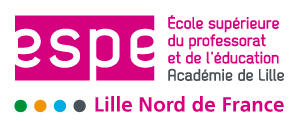 espe
École supérieure
du professorat
et de l'éducation
Académie de Lille
Lille Nord de France